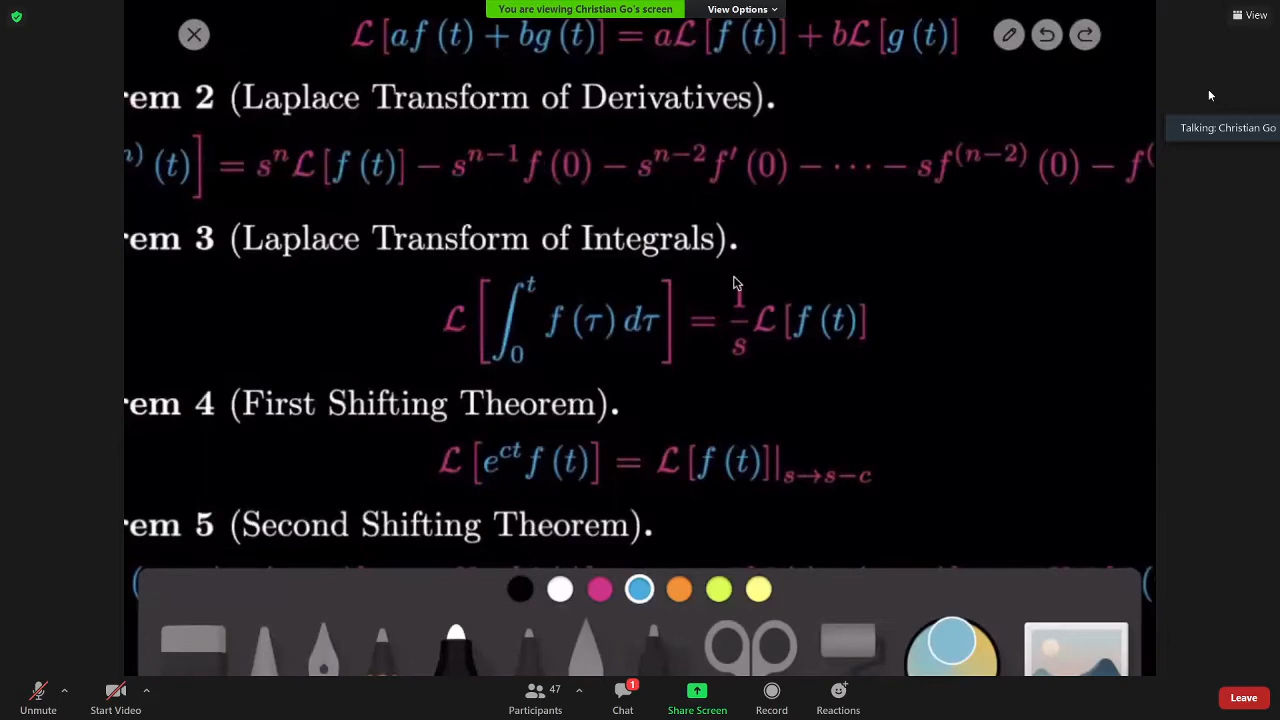 You are viewing Christian Go's screen View Options
View
ℒ[af(t) + bg(t)] = aℒ[f(t)] + bℒ[g(t)]
Talking: Christian Go
rem 2 (Laplace Transform of Derivatives).
n) (t)] = sⁿℒ[f(t)] − sⁿ⁻¹f(0) − sⁿ⁻²f′(0) − ⋯ − sf⁽ⁿ⁻²⁾(0) − f⁽
rem 3 (Laplace Transform of Integrals).
ℒ[∫₀ᵗ f(τ) dτ] = 1/s ℒ[f(t)]
rem 4 (First Shifting Theorem).
ℒ[eᶜᵗf(t)] = ℒ[f(t)]|ₛ→ₛ₋c
rem 5 (Second Shifting Theorem).
Unmute Start Video 47 Participants 1 Chat Share Screen Record Reactions Leave